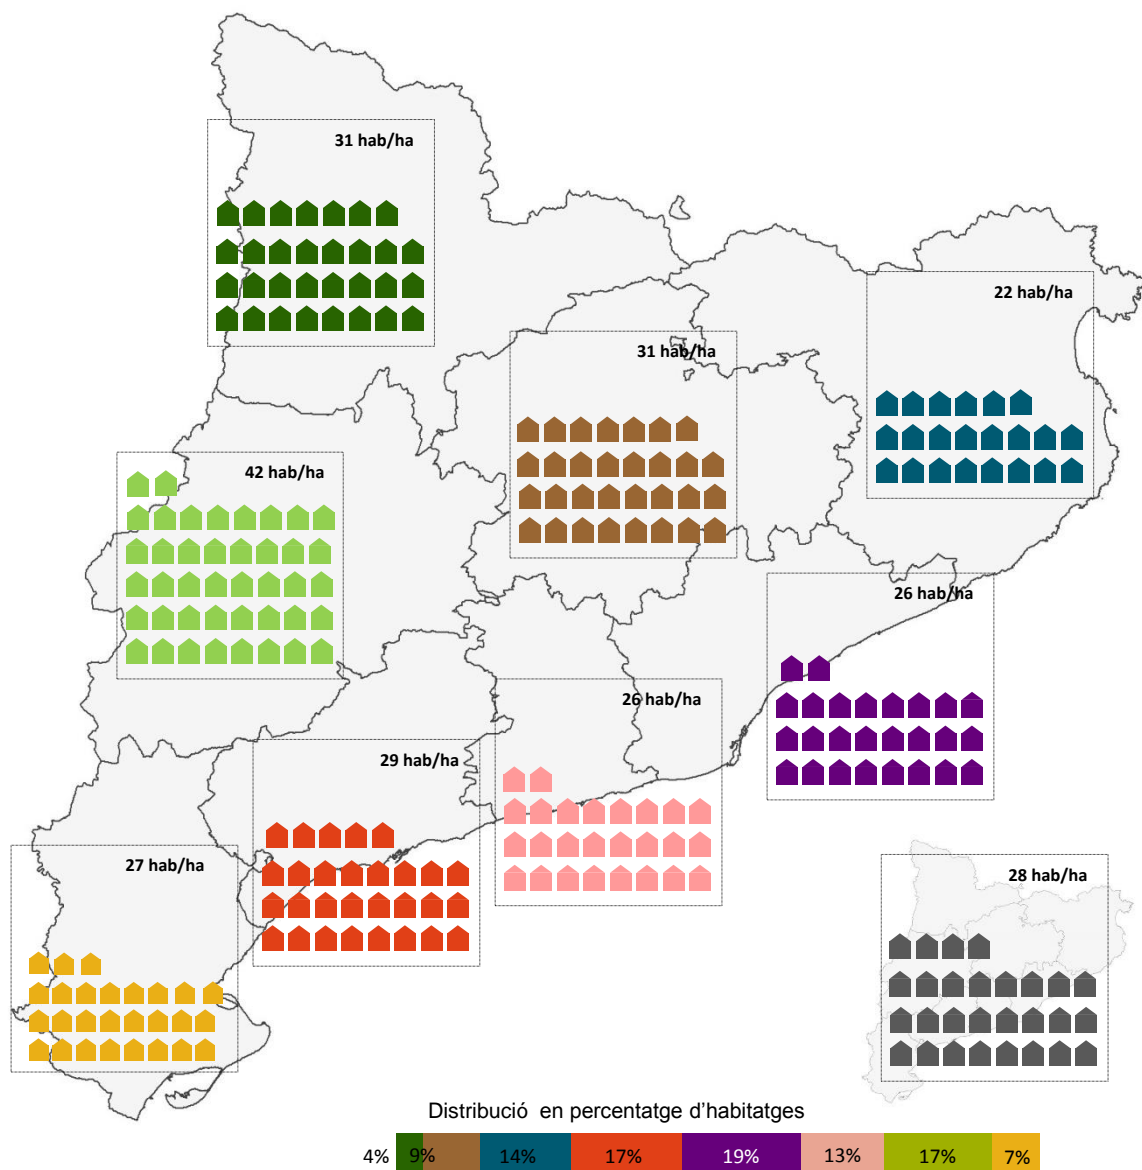 31 hab/ha
22 hab/ha
31 hab/ha
42 hab/ha
26 hab/ha
26 hab/ha
29 hab/ha
27 hab/ha
28 hab/ha
Distribució en percentatge d'habitatges
4% 9% 14% 17% 19% 13% 17% 7%